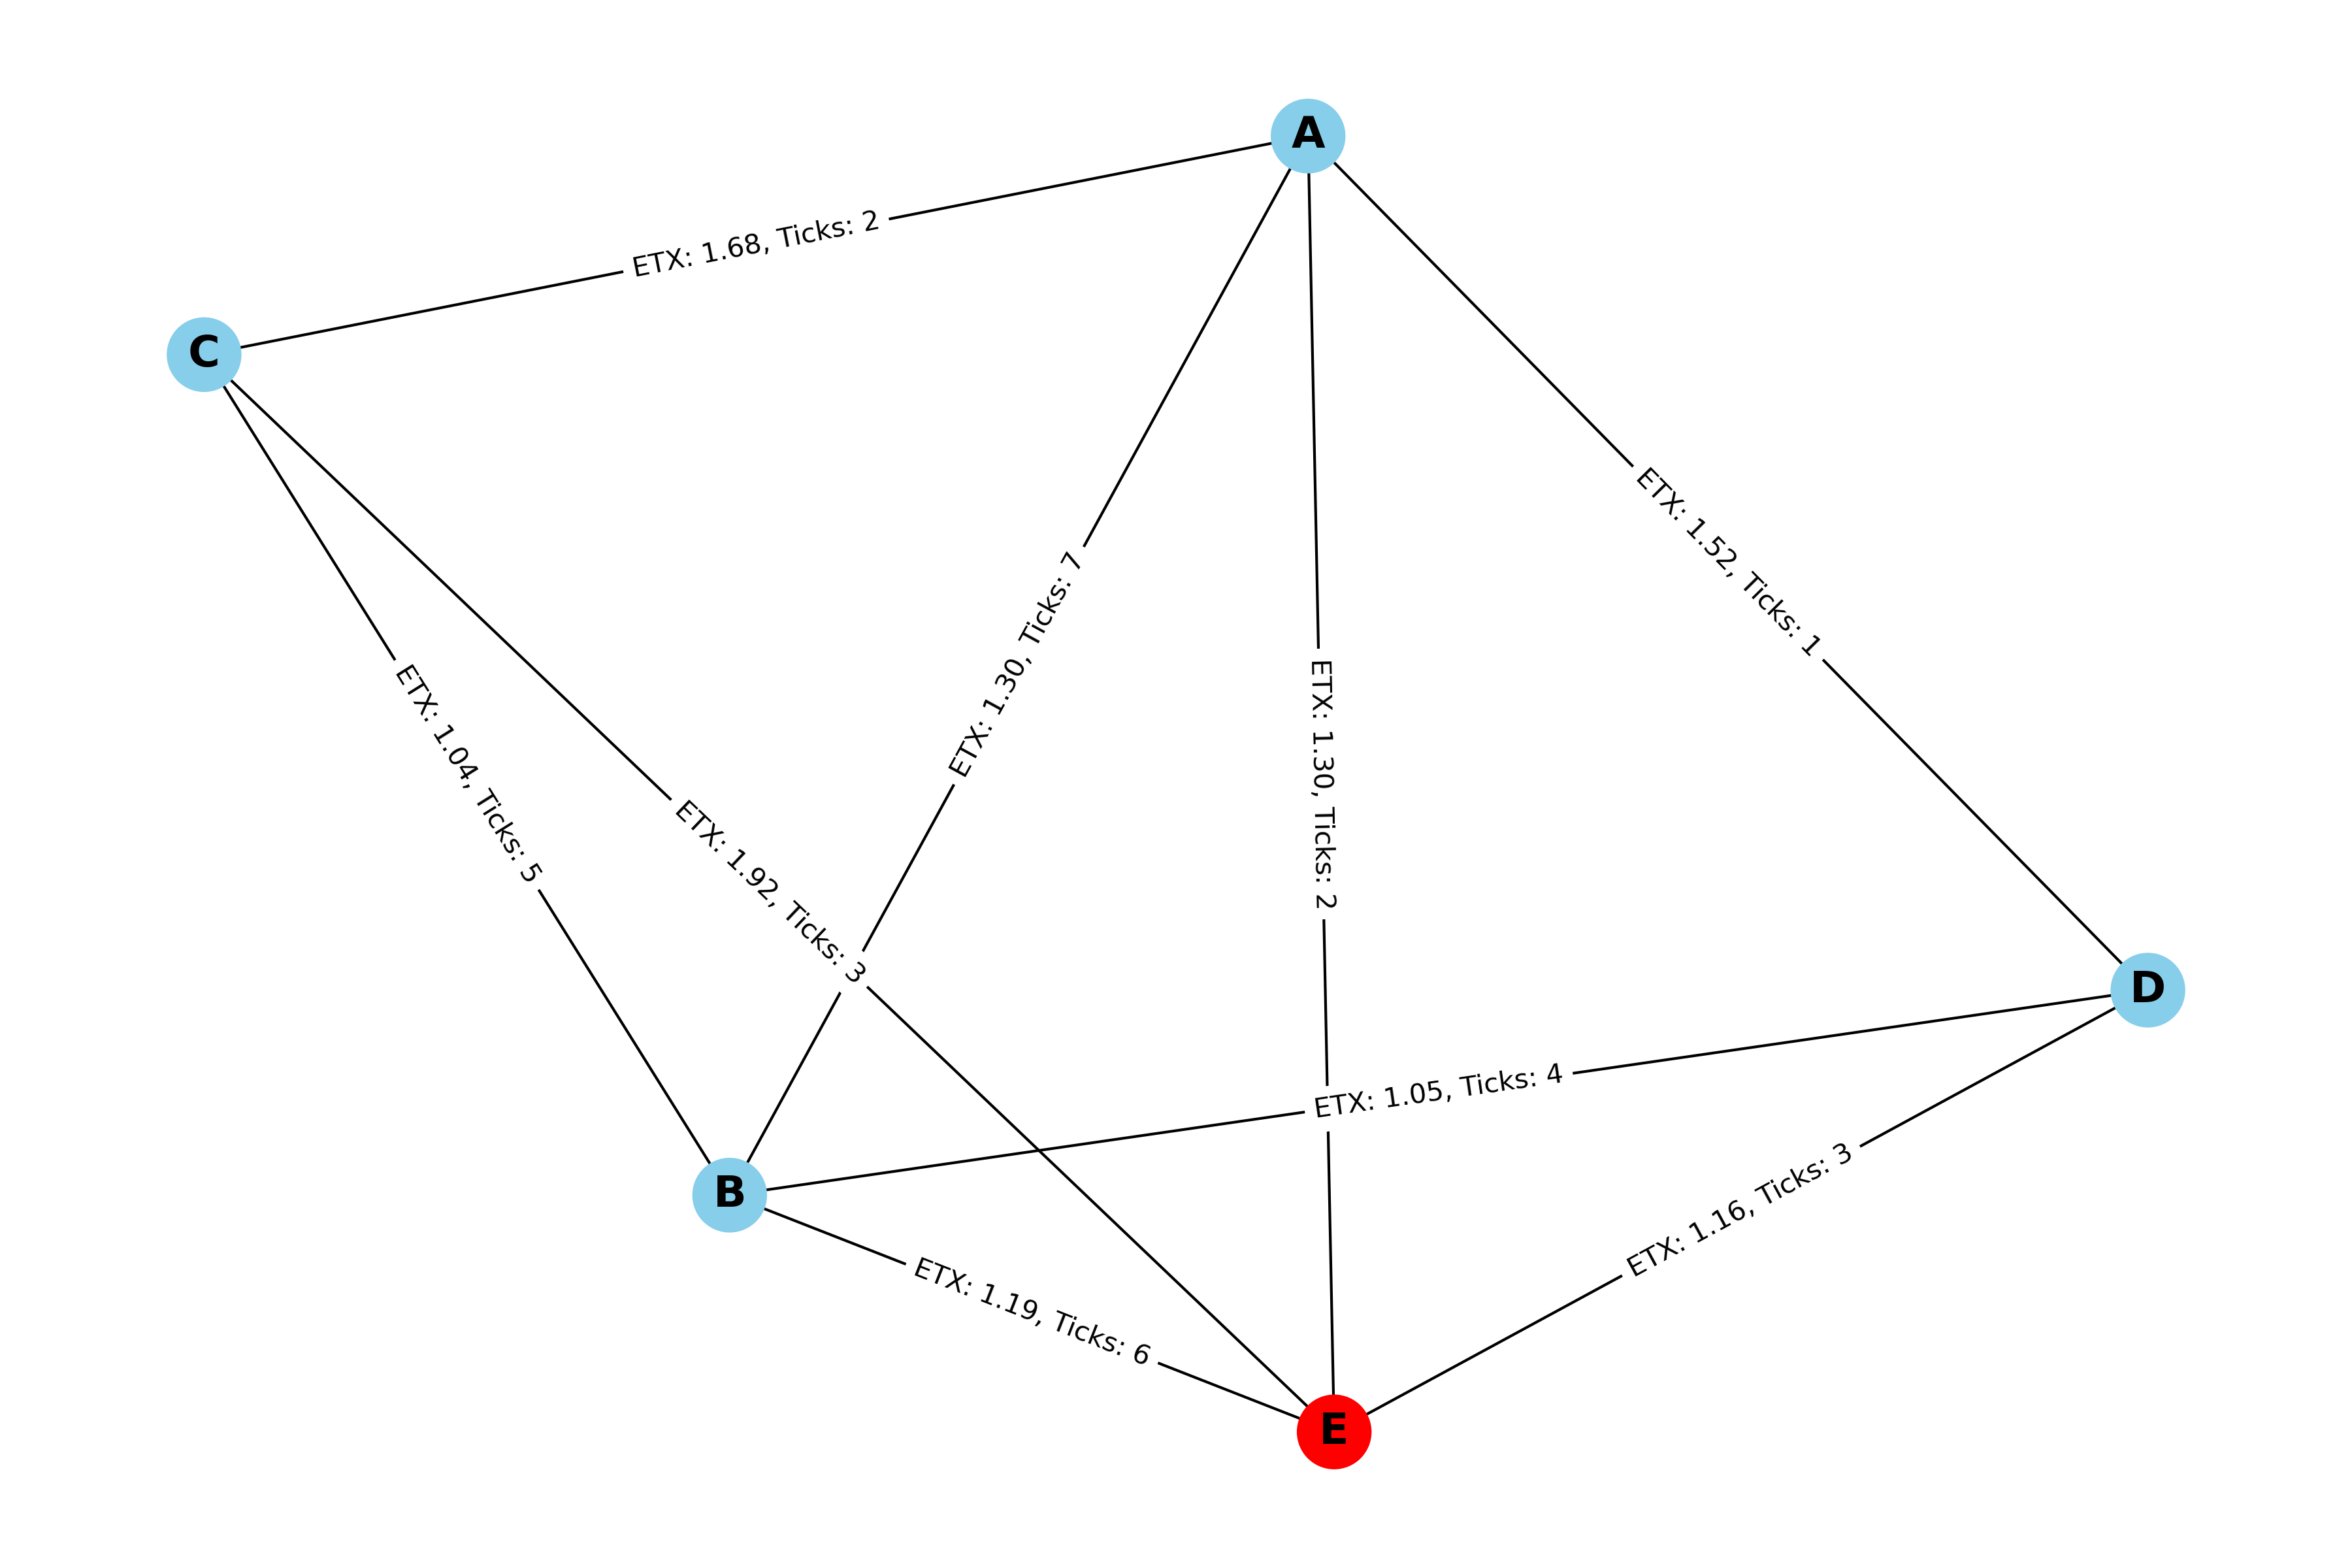 A
ETX: 1.68, Ticks: 2
C
ETX: 1.52, Ticks: 1
ETX: 1.30, Ticks: 7
ETX: 1.30, Ticks: 2
ETX: 1.04, Ticks: 5
ETX: 1.92, Ticks: 3
D
ETX: 1.05, Ticks: 4
B
ETX: 1.16, Ticks: 3
ETX: 1.19, Ticks: 6
E